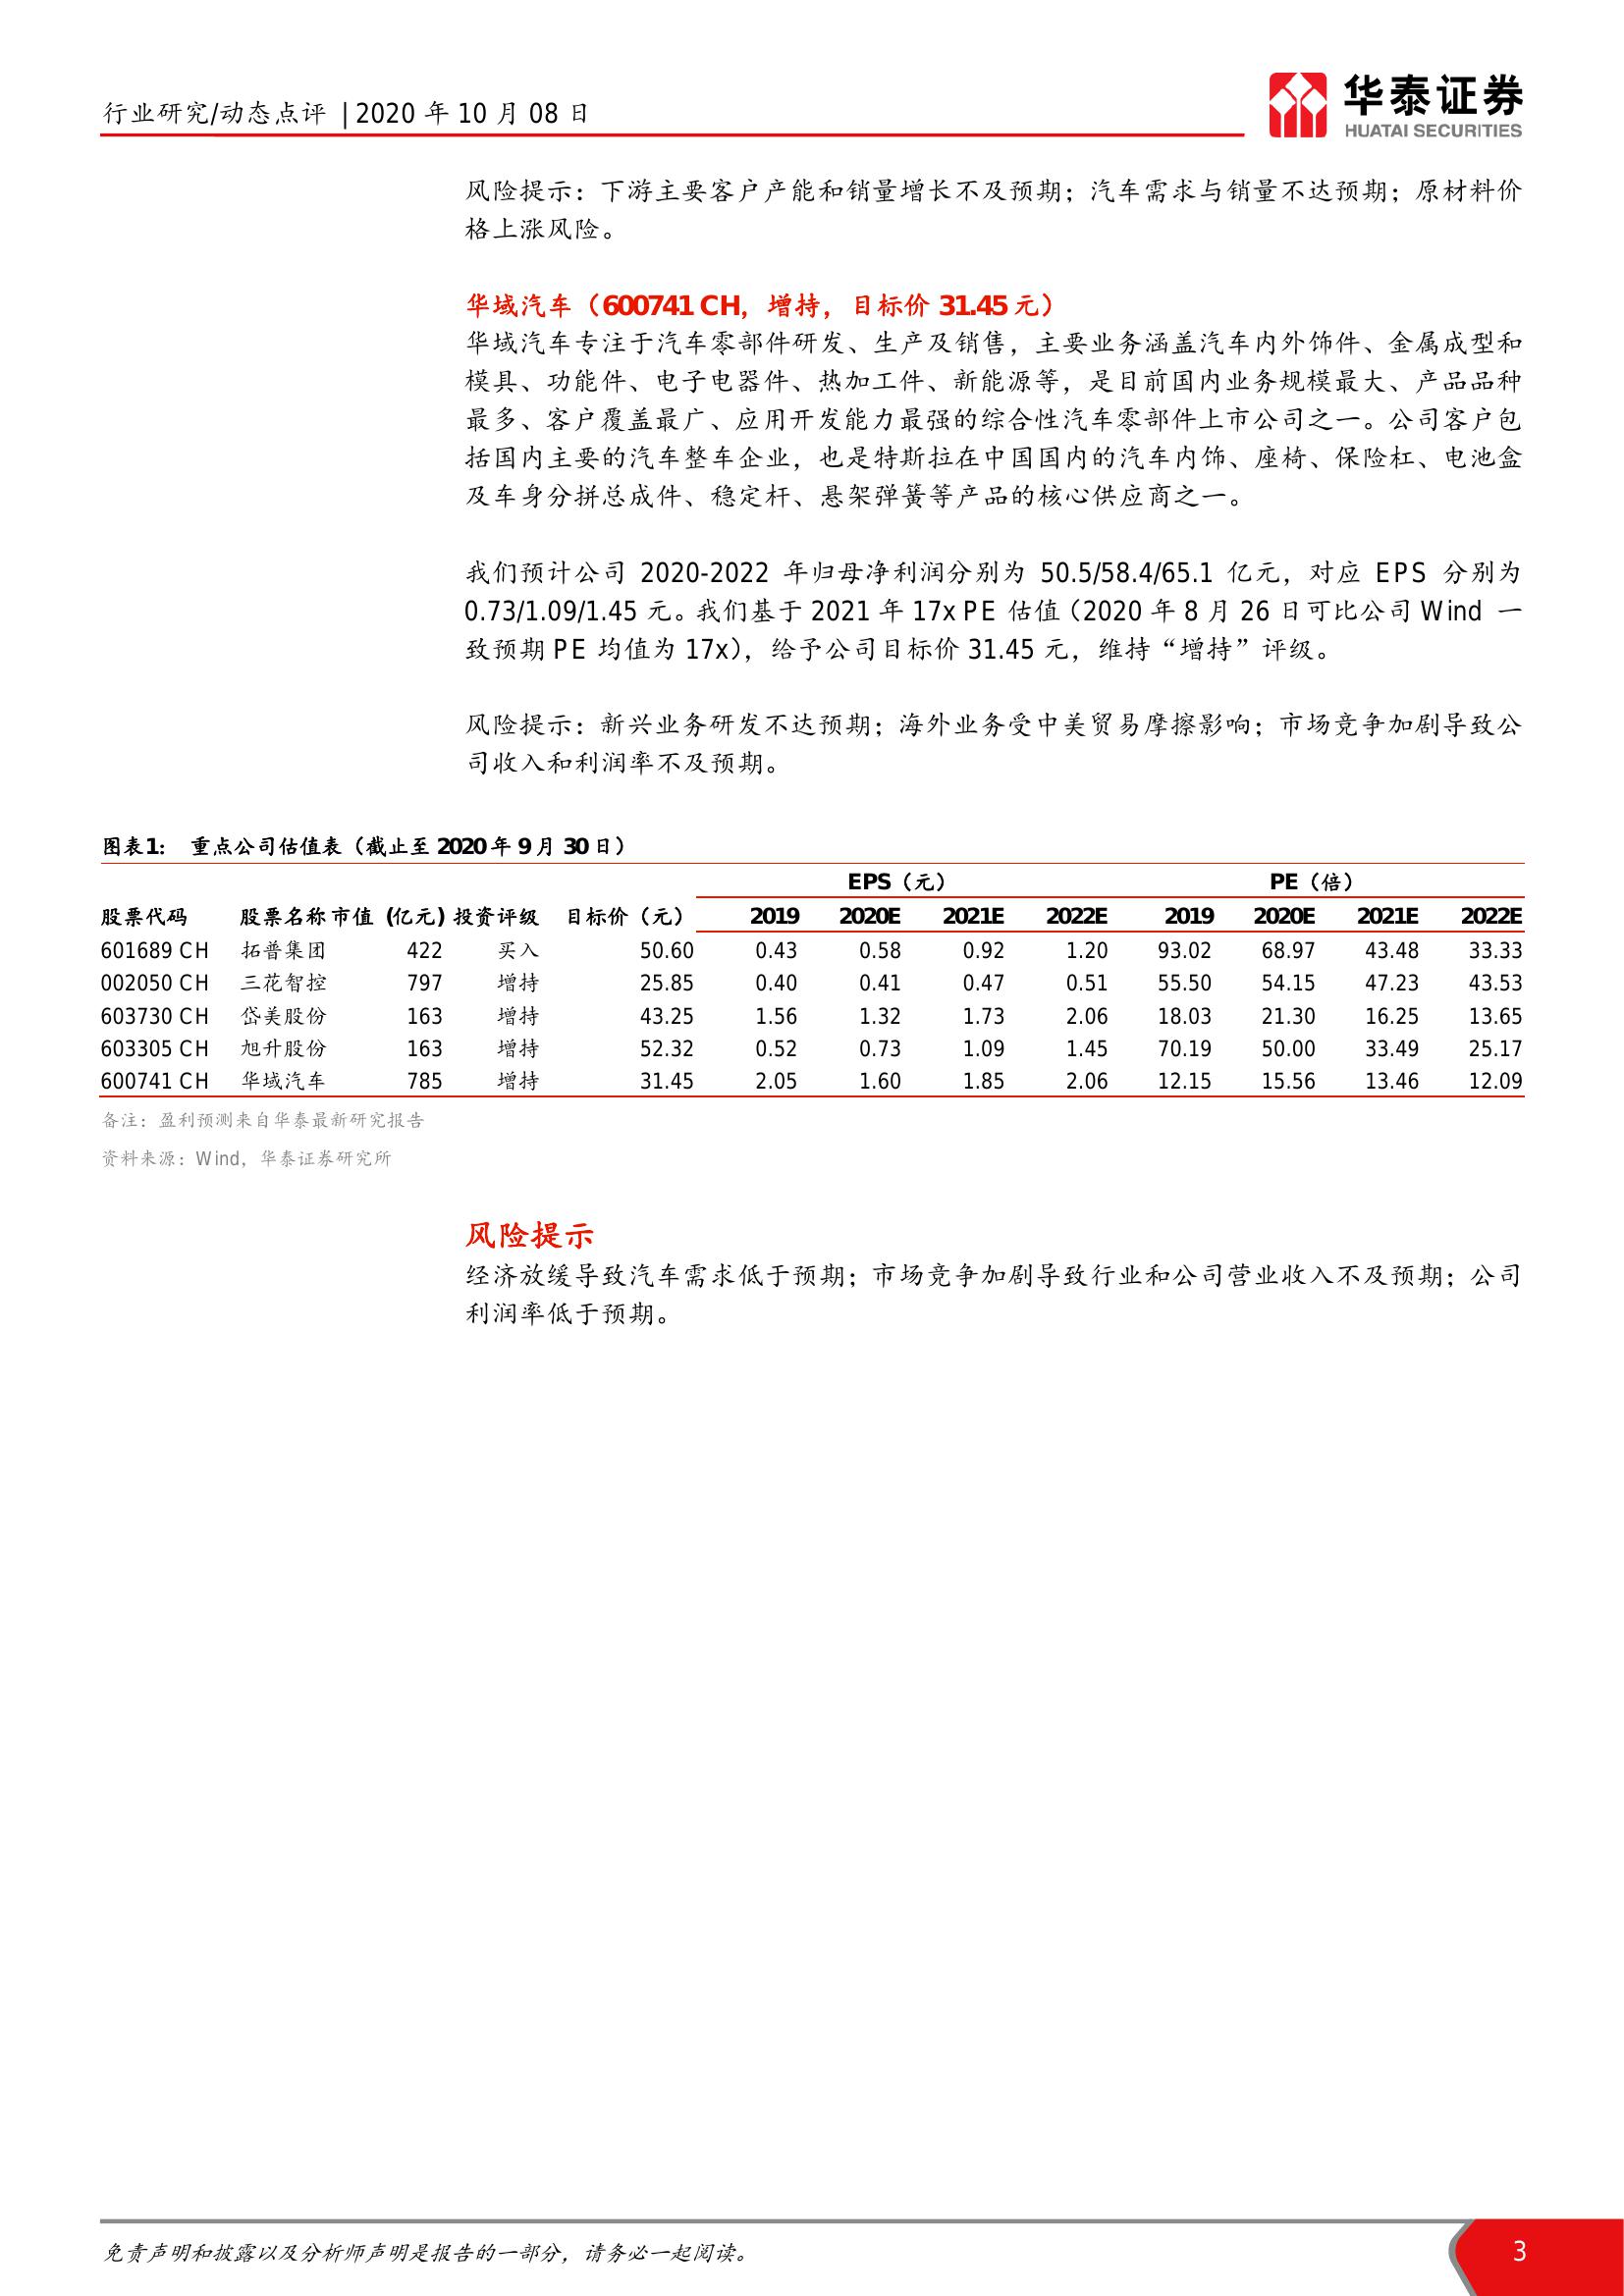 行业研究/动态点评 | 2020 年 10 月 08 日
华泰证券
HUATAI SECURITIES
风险提示：下游主要客户产能和销量增长不及预期；汽车需求与销量不达预期；原材料价
格上涨风险。
华域汽车（600741 CH，增持，目标价 31.45 元）
华域汽车专注于汽车零部件研发、生产及销售，主要业务涵盖汽车内外饰件、金属成型和
模具、功能件、电子电器件、热加工件、新能源等，是目前国内业务规模最大、产品品种
最多、客户覆盖最广、应用开发能力最强的综合性汽车零部件上市公司之一。公司客户包
括国内主要的汽车整车企业，也是特斯拉在中国国内的汽车内饰、座椅、保险杠、电池盒
及车身分拼总成件、稳定杆、悬架弹簧等产品的核心供应商之一。
我们预计公司 2020-2022 年归母净利润分别为 50.5/58.4/65.1 亿元，对应 EPS 分别为
0.73/1.09/1.45 元。我们基于 2021 年 17x PE 估值（2020 年 8 月 26 日可比公司 Wind 一
致预期 PE 均值为 17x），给予公司目标价 31.45 元，维持“增持”评级。
风险提示：新兴业务研发不达预期；海外业务受中美贸易摩擦影响；市场竞争加剧导致公
司收入和利润率不及预期。
图表1： 重点公司估值表（截止至 2020 年 9 月 30 日）
EPS（元） PE（倍）
股票代码 股票名称 市值 (亿元) 投资评级 目标价（元） 2019 2020E 2021E 2022E 2019 2020E 2021E 2022E
601689 CH 拓普集团 422 买入 50.60 0.43 0.58 0.92 1.20 93.02 68.97 43.48 33.33
002050 CH 三花智控 797 增持 25.85 0.40 0.41 0.47 0.51 55.50 54.15 47.23 43.53
603730 CH 岱美股份 163 增持 43.25 1.56 1.32 1.73 2.06 18.03 21.30 16.25 13.65
603305 CH 旭升股份 163 增持 52.32 0.52 0.73 1.09 1.45 70.19 50.00 33.49 25.17
600741 CH 华域汽车 785 增持 31.45 2.05 1.60 1.85 2.06 12.15 15.56 13.46 12.09
备注：盈利预测来自华泰最新研究报告
资料来源：Wind，华泰证券研究所
风险提示
经济放缓导致汽车需求低于预期；市场竞争加剧导致行业和公司营业收入不及预期；公司
利润率低于预期。
免责声明和披露以及分析师声明是报告的一部分，请务必一起阅读。
3